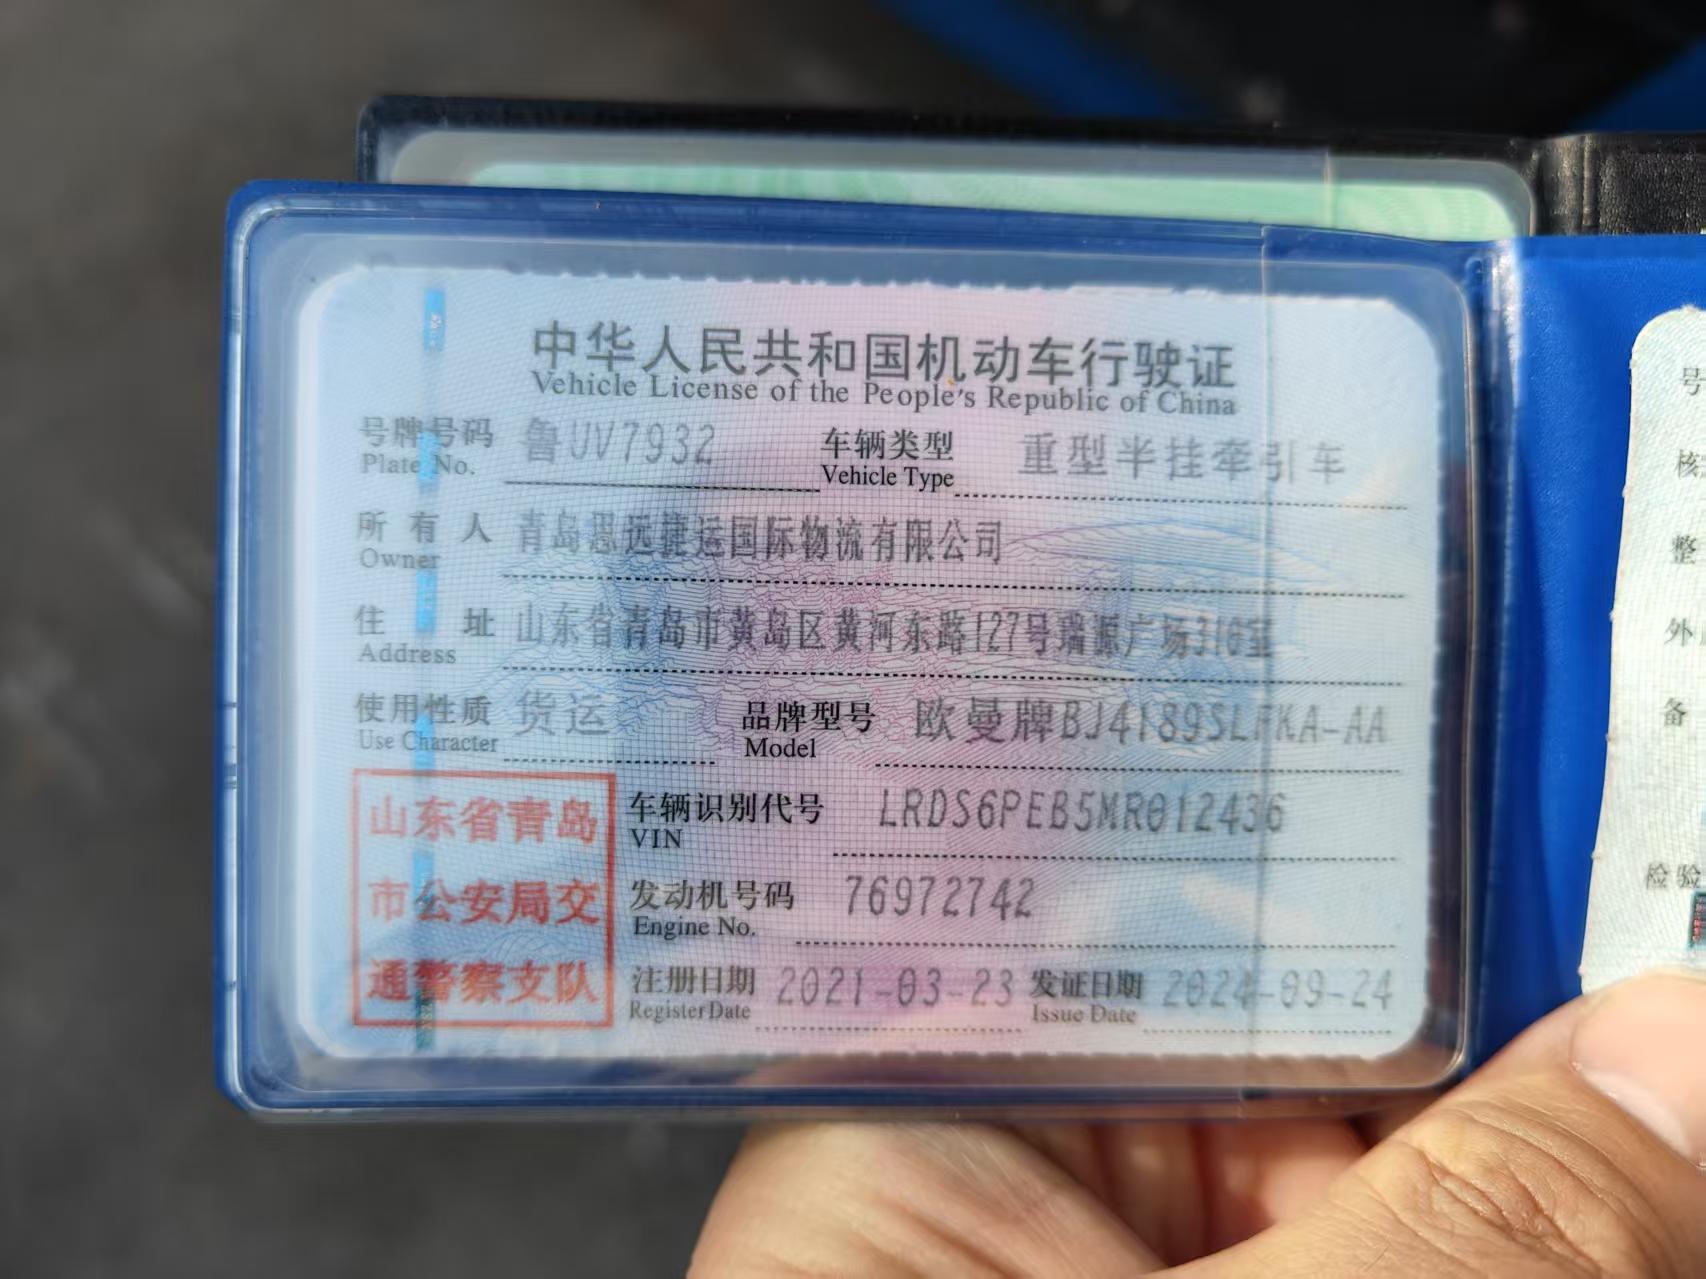 中华人民共和国机动车行驶证
Vehicle License of the People's Republic of China
号牌号码 鲁UV7932 车辆类型 重型半挂牵引车
Plate No. Vehicle Type
所有人 青岛恩远捷运国际物流有限公司
Owner
住址 山东省青岛市黄岛区黄河东路127号瑞源广场310室
Address
使用性质 货运 品牌型号 欧曼牌BJ4189SLFKA-AA
Use Character Model
山东省青岛
市公安局交
通警察支队
车辆识别代号 LRDS6PEB5MR012436
VIN
发动机号码 76972742
Engine No.
注册日期 2021-03-23 发证日期 2024-09-24
Register Date Issue Date
号
核
整
外
备
检验